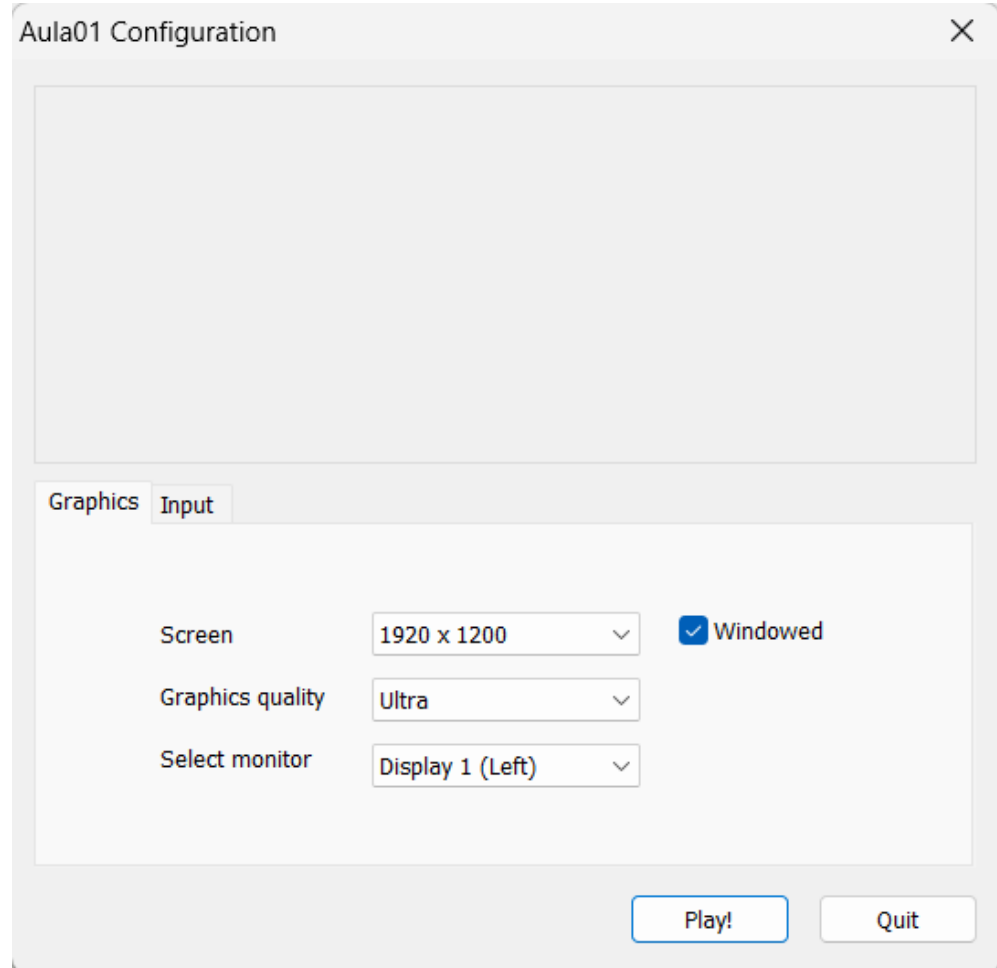 Aula01 Configuration
Graphics Input
Screen 1920 x 1200 Windowed
Graphics quality Ultra
Select monitor Display 1 (Left)
Play! Quit